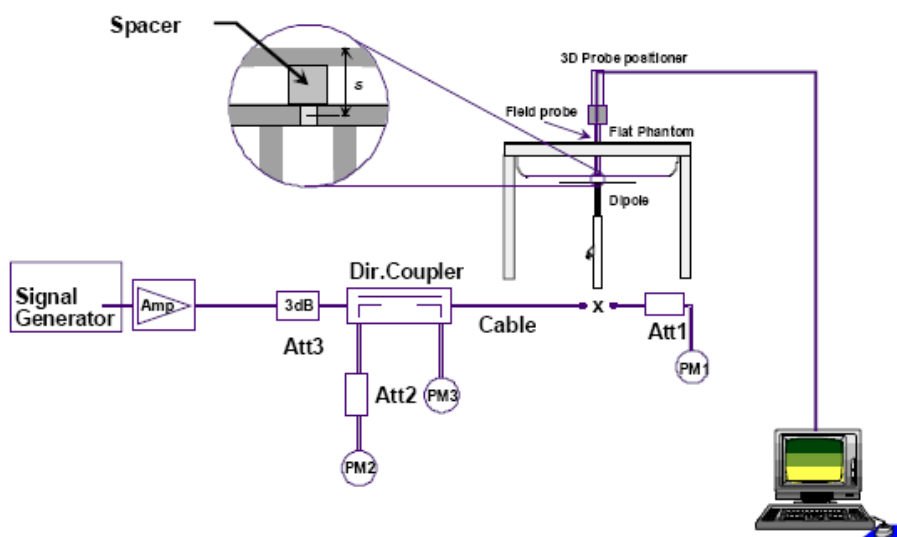 Spacer
s
3D Probe positioner
Field probe
Flat Phantom
Dipole
Signal
Generator
Amp
3dB
Att3
Dir.Coupler
Cable
x
Att1
PM1
Att2
PM3
PM2